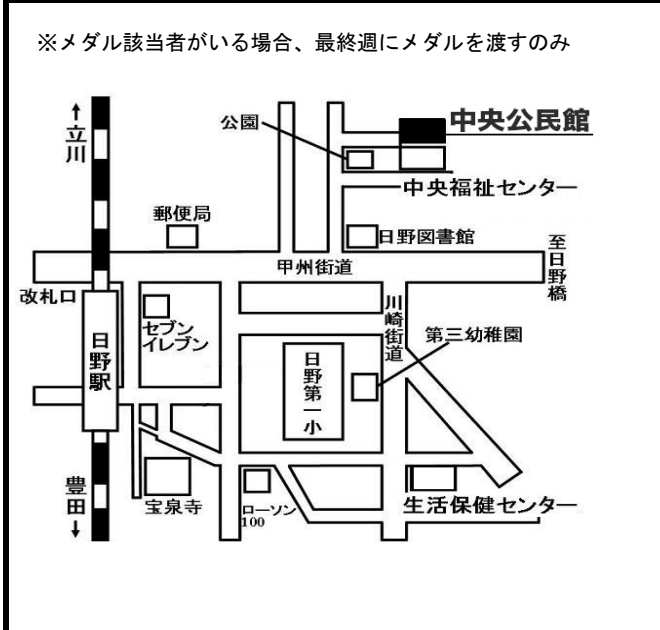 ※メダル該当者がいる場合、最終週にメダルを渡すのみ
↑立川
公園
中央公民館
中央福祉センター
郵便局
日野図書館
甲州街道
至日野橋
改札口
セブン
イレブン
川崎街道
第三幼稚園
日野駅
日野第一小
豊田↓
宝泉寺
ローソン
100
生活保健センター